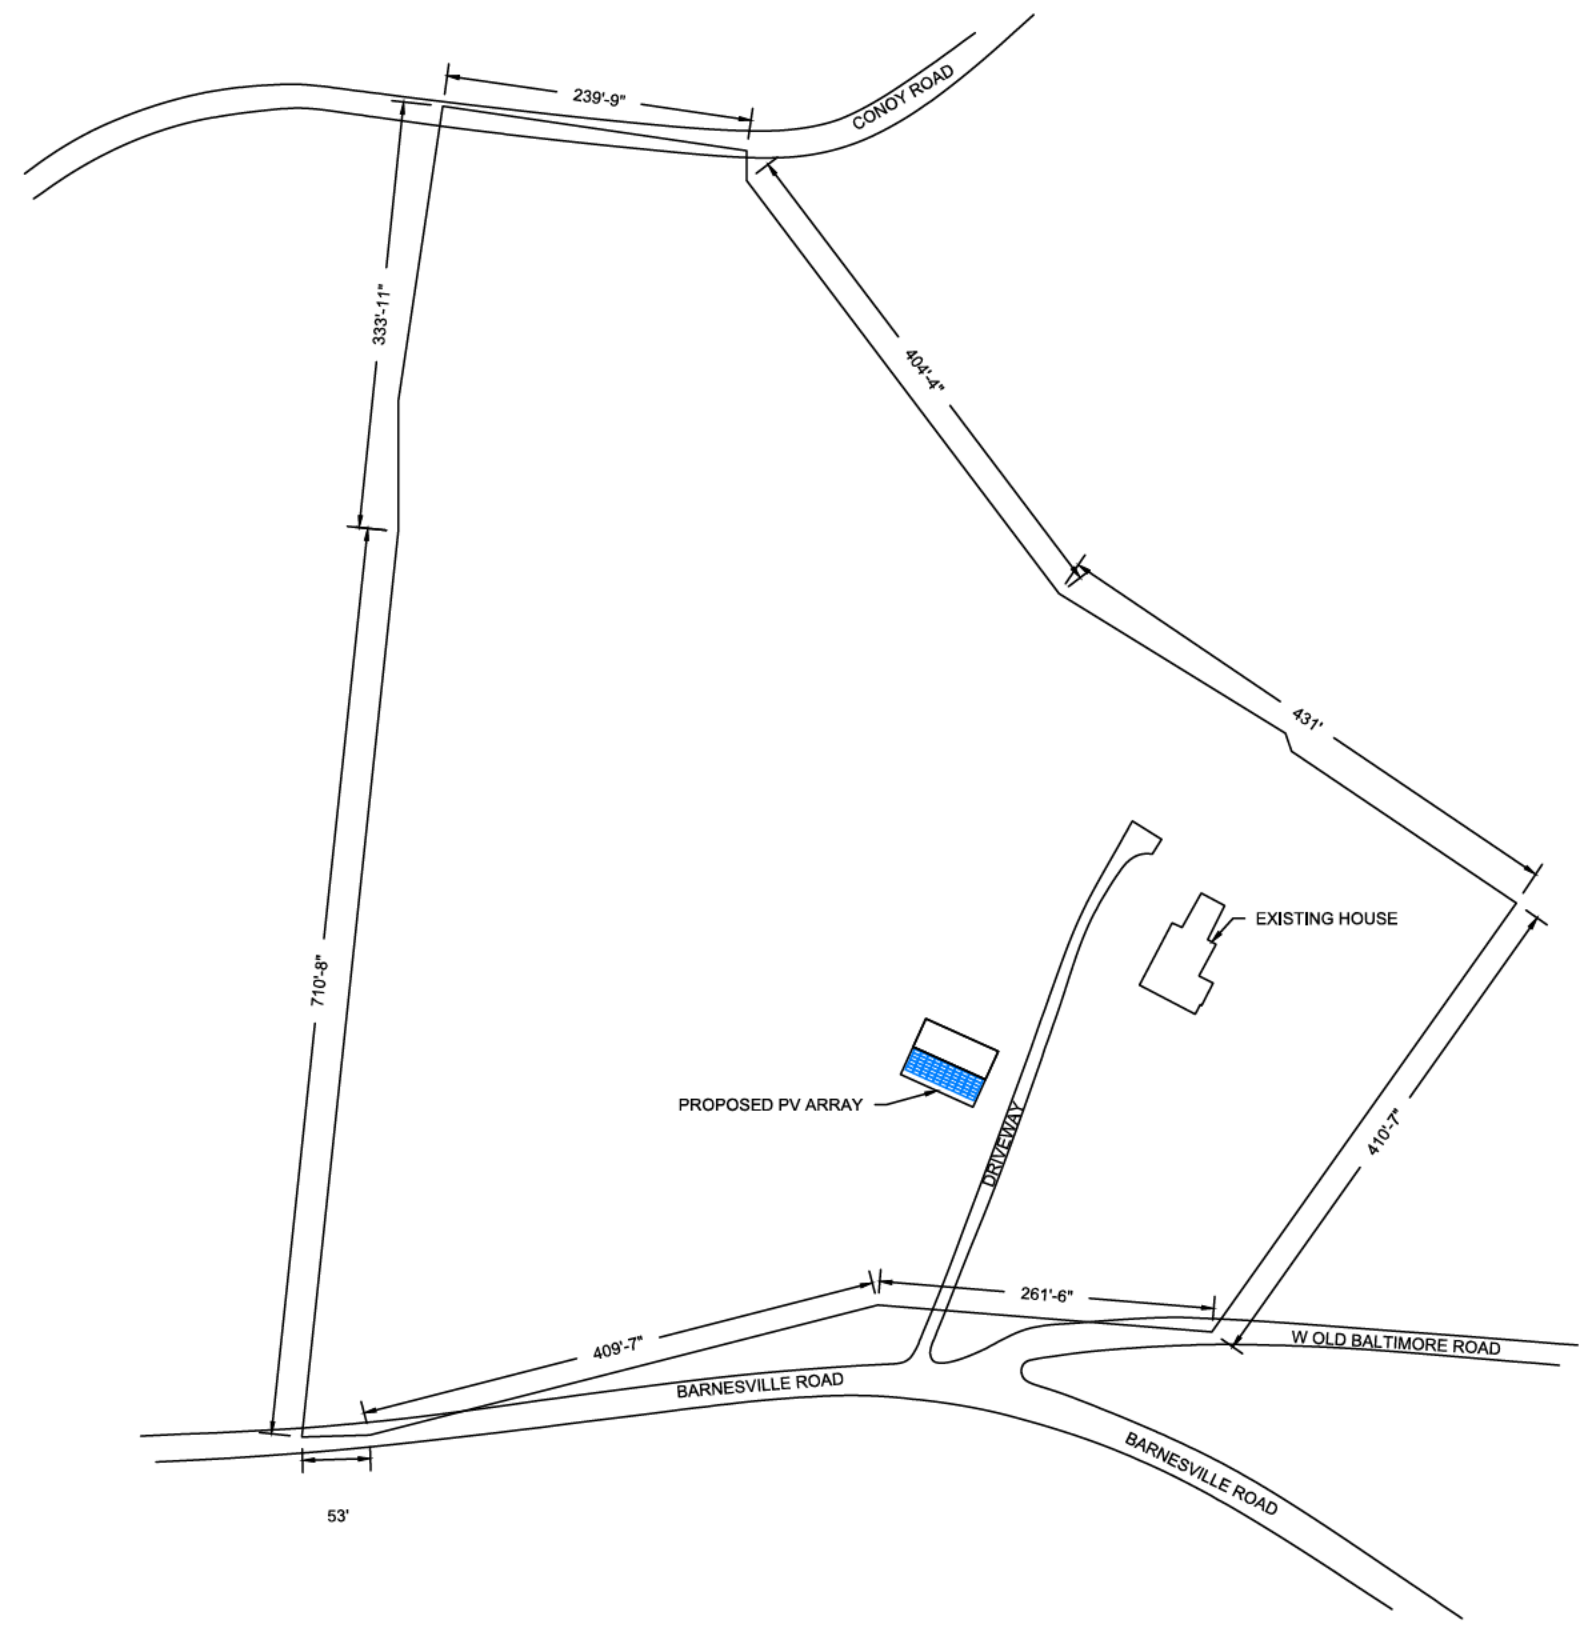 CONOY ROAD
239'-9"
333'-11"
404'-4"
431'
EXISTING HOUSE
710'-8"
PROPOSED PV ARRAY
DRIVEWAY
410'-7"
261'-6"
409'-7"
W OLD BALTIMORE ROAD
BARNESVILLE ROAD
BARNESVILLE ROAD
53'